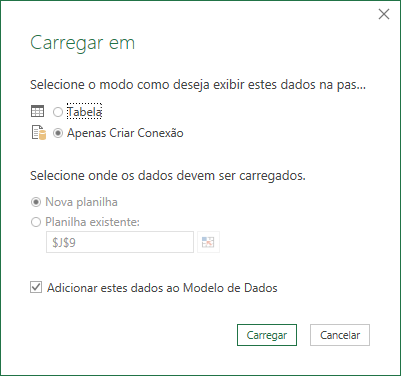 Carregar em
Selecione o modo como deseja exibir estes dados na pas...
Tabela
Apenas Criar Conexão
Selecione onde os dados devem ser carregados.
Nova planilha
Planilha existente:
$J$9
Adicionar estes dados ao Modelo de Dados
Carregar
Cancelar